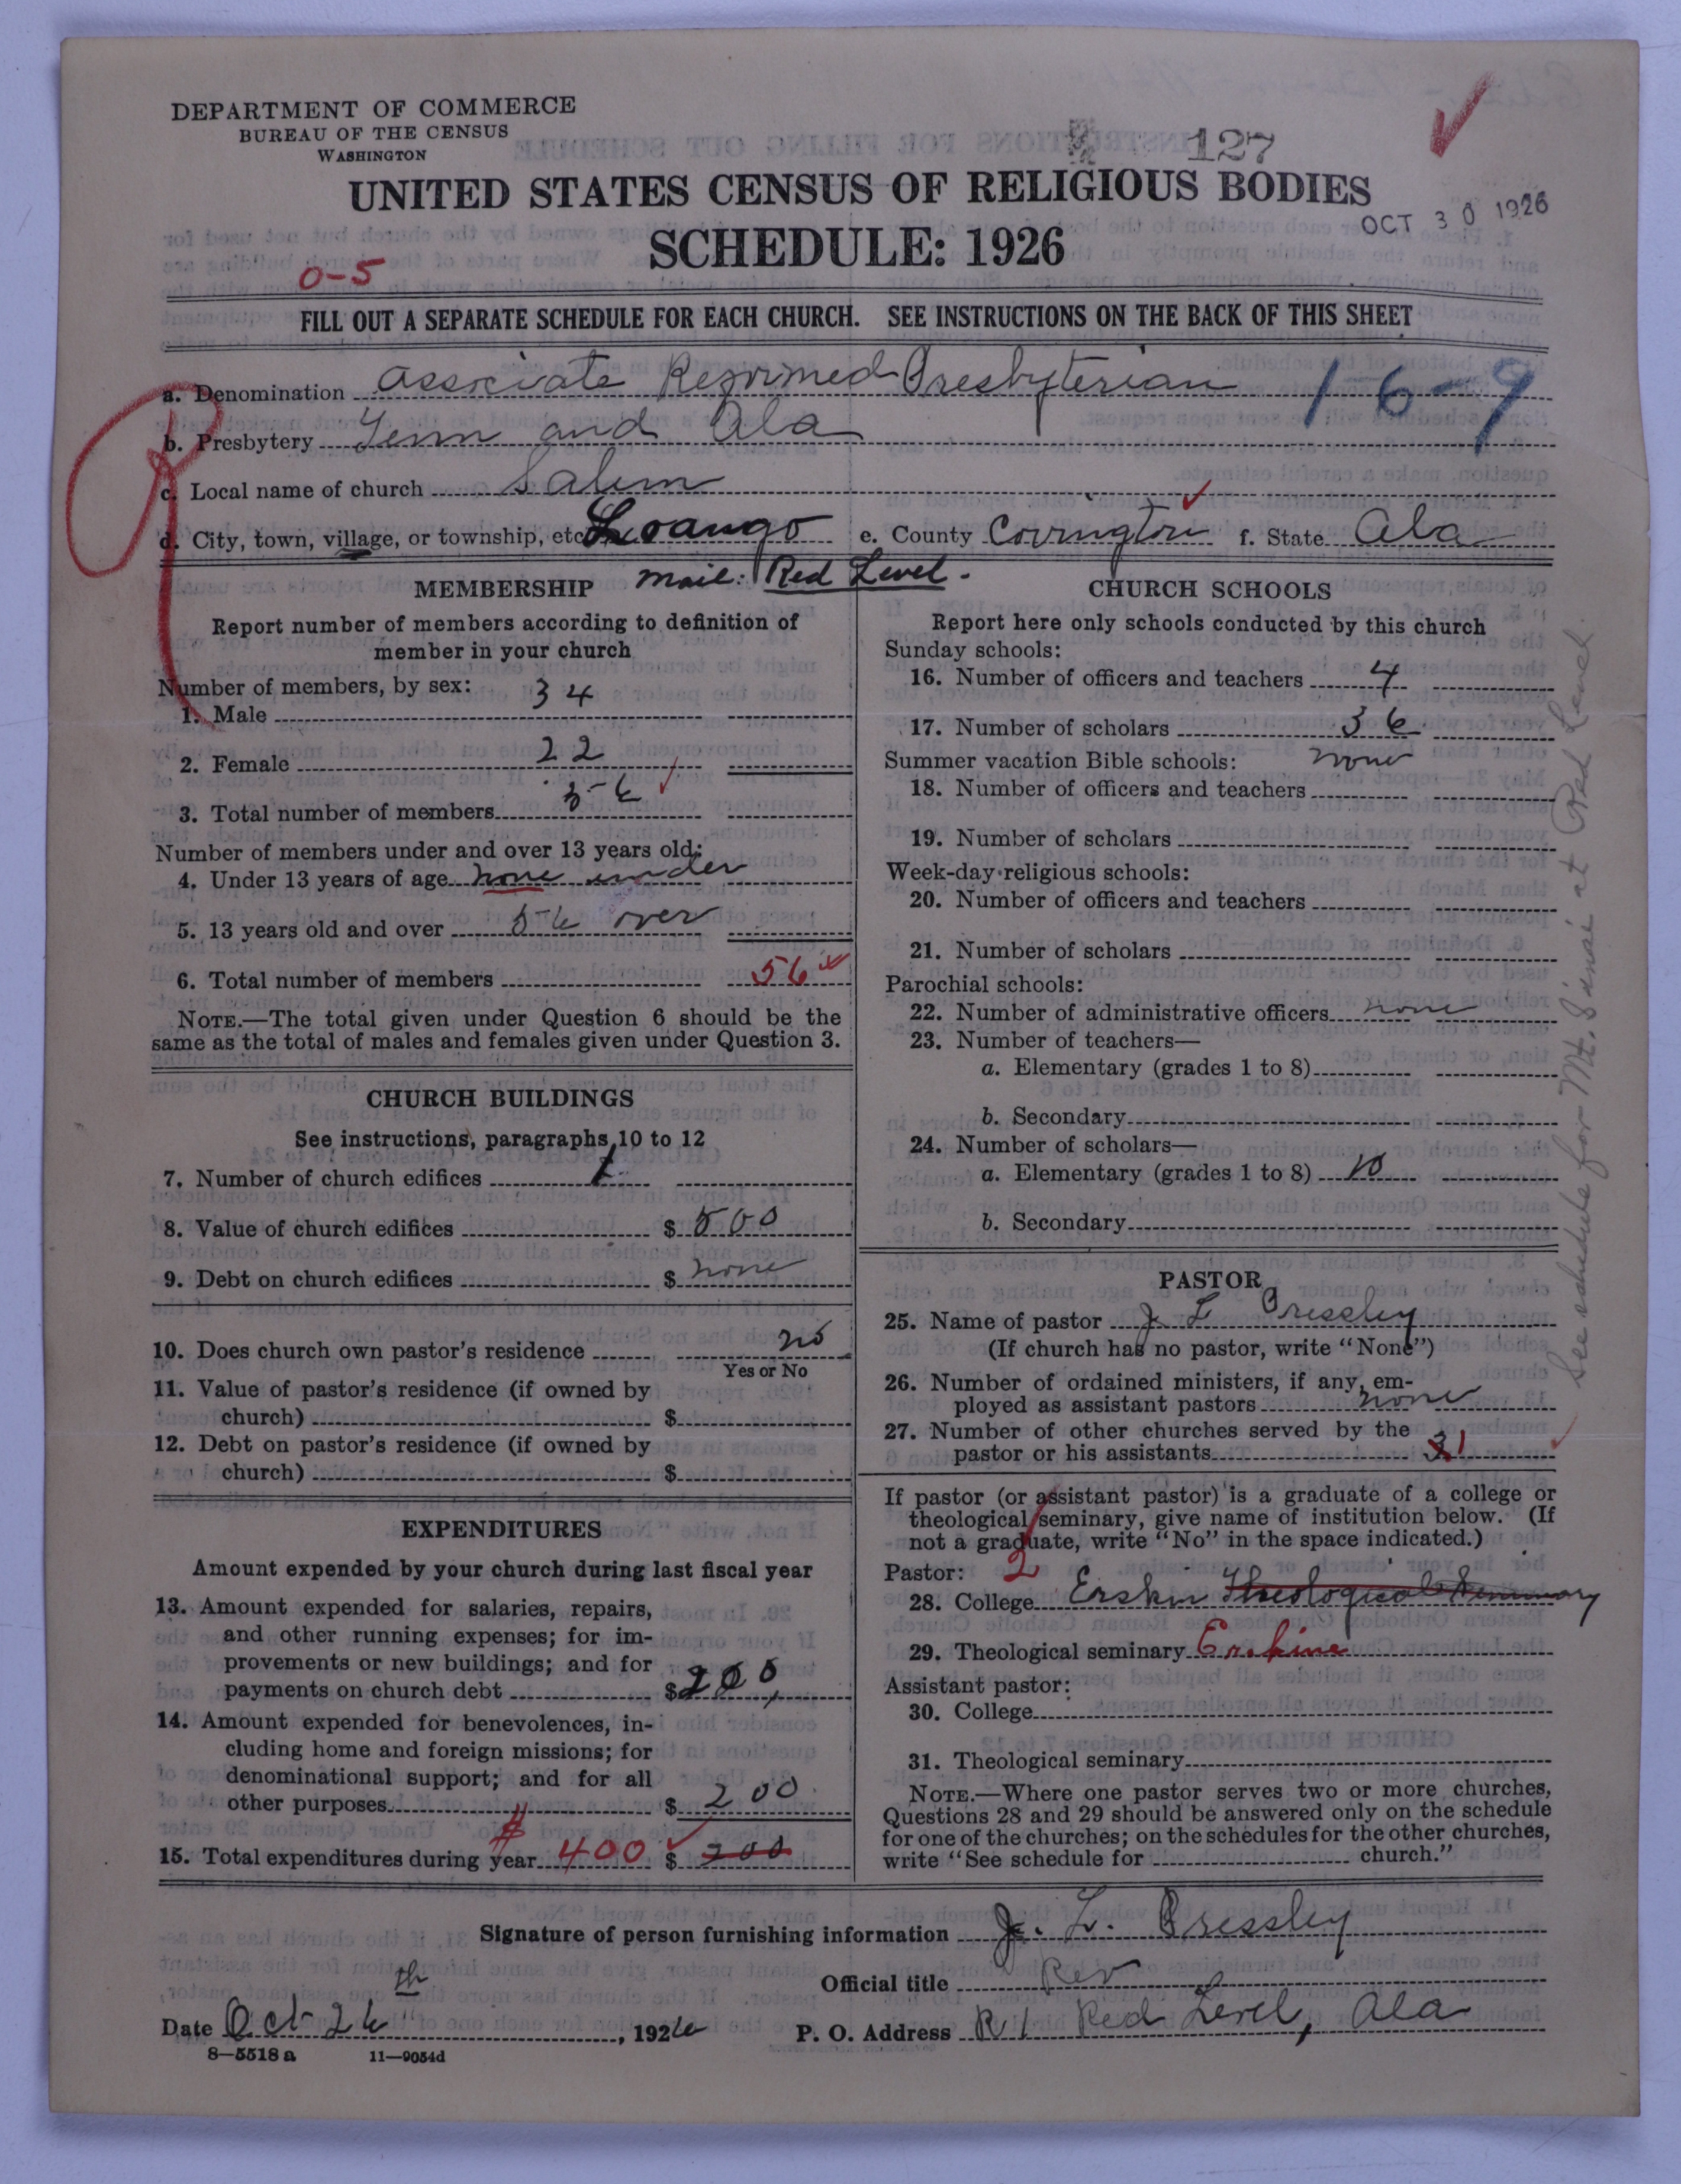 DEPARTMENT OF COMMERCE
BUREAU OF THE CENSUS
WASHINGTON
127
UNITED STATES CENSUS OF RELIGIOUS BODIES
OCT 30 1926
SCHEDULE: 1926
0-5
FILL OUT A SEPARATE SCHEDULE FOR EACH CHURCH. SEE INSTRUCTIONS ON THE BACK OF THIS SHEET
a. Denomination Associate Reformed Presbyterian 1-6-9
b. Presbytery Tenn and Ala
c. Local name of church Salem
d. City, town, village, or township, etc. Loango e. County Covington f. State Ala
mail: Red Level.
MEMBERSHIP
Report number of members according to definition of
member in your church
Number of members, by sex:
1. Male 34
2. Female 22
3. Total number of members 56
Number of members under and over 13 years old:
4. Under 13 years of age none under
5. 13 years old and over 56 over
6. Total number of members 56
NOTE.—The total given under Question 6 should be the
same as the total of males and females given under Question 3.
CHURCH BUILDINGS
See instructions, paragraphs 10 to 12
7. Number of church edifices 1
8. Value of church edifices $ 500
9. Debt on church edifices $ none
10. Does church own pastor's residence no
Yes or No
11. Value of pastor's residence (if owned by
church) $
12. Debt on pastor's residence (if owned by
church) $
EXPENDITURES
Amount expended by your church during last fiscal year
13. Amount expended for salaries, repairs,
and other running expenses; for im-
provements or new buildings; and for
payments on church debt $ 200
14. Amount expended for benevolences, in-
cluding home and foreign missions; for
denominational support; and for all
other purposes $ 200
15. Total expenditures during year $ 400 $ 200
CHURCH SCHOOLS
Report here only schools conducted by this church
Sunday schools:
16. Number of officers and teachers 4
17. Number of scholars 36
Summer vacation Bible schools: none
18. Number of officers and teachers
19. Number of scholars
Week-day religious schools:
20. Number of officers and teachers
21. Number of scholars
Parochial schools:
22. Number of administrative officers none
23. Number of teachers—
a. Elementary (grades 1 to 8)
b. Secondary
24. Number of scholars—
a. Elementary (grades 1 to 8) 10
b. Secondary
PASTOR
25. Name of pastor J. L. Pressley
(If church has no pastor, write "None")
26. Number of ordained ministers, if any, em-
ployed as assistant pastors none
27. Number of other churches served by the
pastor or his assistants 1
If pastor (or assistant pastor) is a graduate of a college or
theological seminary, give name of institution below. (If
not a graduate, write "No" in the space indicated.)
Pastor: 2
28. College Erskin Theological Seminary
29. Theological seminary Erskine
Assistant pastor:
30. College
31. Theological seminary
NOTE.—Where one pastor serves two or more churches,
Questions 28 and 29 should be answered only on the schedule
for one of the churches; on the schedules for the other churches,
write "See schedule for church."
See schedule for Mt. Sinai at Red Level.
Signature of person furnishing information J. L. Pressley
Official title Rev
Date Oct 26th, 1926 P. O. Address R 1 Red Level, Ala
8—5518 a 11—9054d